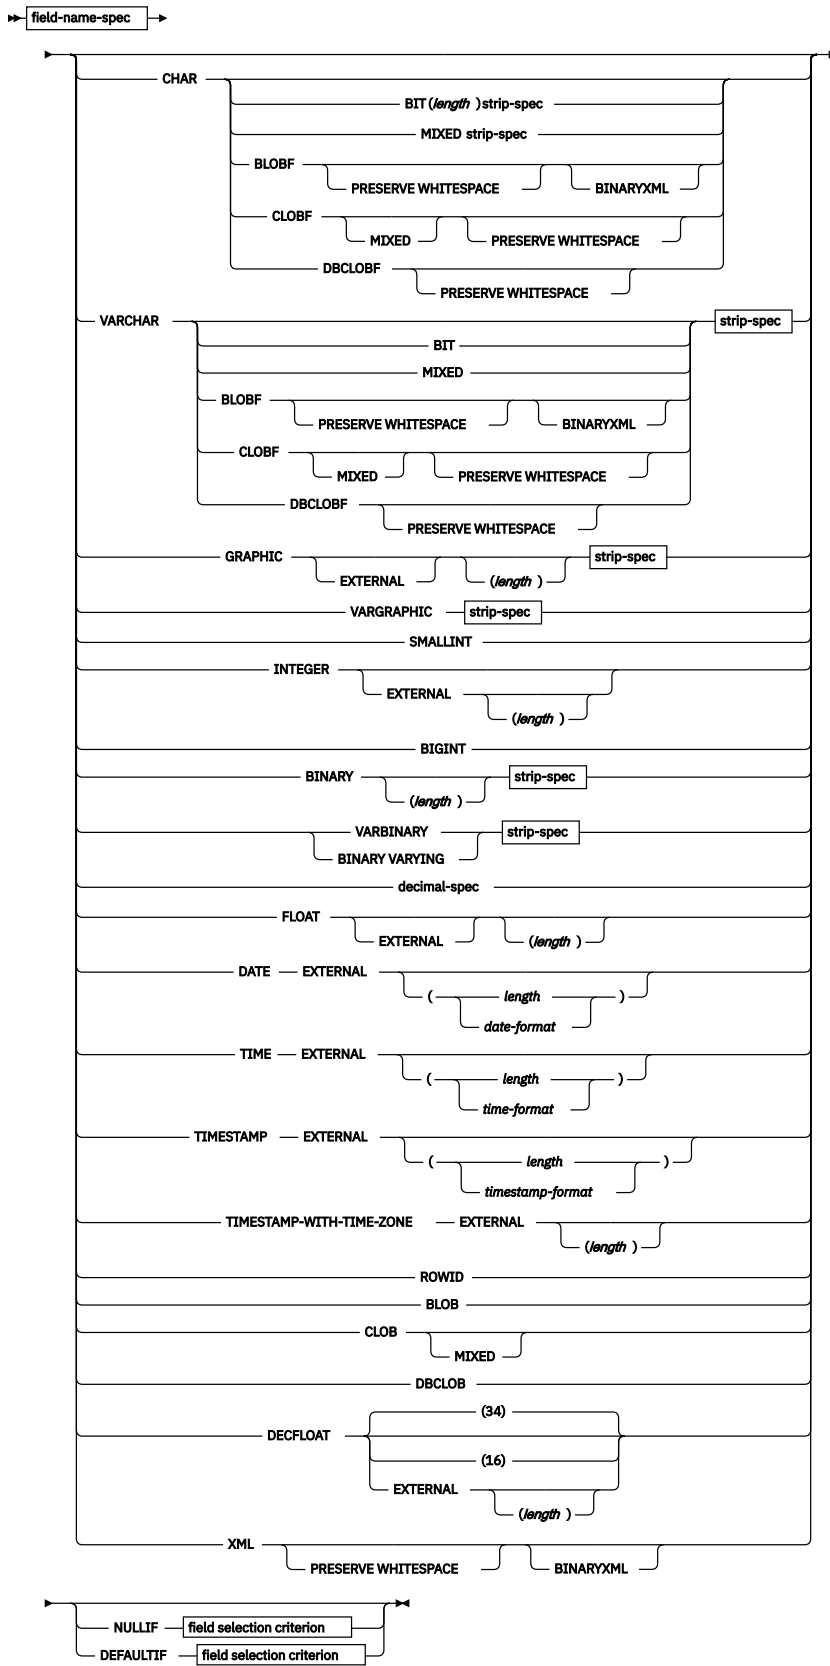 field-name-spec
CHAR
BIT (length) strip-spec
MIXED strip-spec
BLOBF
PRESERVE WHITESPACE BINARYXML
CLOBF
MIXED PRESERVE WHITESPACE
DBCLOBF
PRESERVE WHITESPACE
VARCHAR strip-spec
BIT
MIXED
BLOBF
PRESERVE WHITESPACE BINARYXML
CLOBF
MIXED PRESERVE WHITESPACE
DBCLOBF
PRESERVE WHITESPACE
GRAPHIC strip-spec
EXTERNAL (length)
VARGRAPHIC strip-spec
SMALLINT
INTEGER
EXTERNAL
(length)
BIGINT
BINARY strip-spec
(length)
VARBINARY strip-spec
BINARY VARYING
decimal-spec
FLOAT
EXTERNAL (length)
DATE EXTERNAL
( length )
date-format
TIME EXTERNAL
( length )
time-format
TIMESTAMP EXTERNAL
( length )
timestamp-format
TIMESTAMP-WITH-TIME-ZONE EXTERNAL
(length)
ROWID
BLOB
CLOB
MIXED
DBCLOB
(34)
DECFLOAT
(16)
EXTERNAL
(length)
XML
PRESERVE WHITESPACE BINARYXML
NULLIF field selection criterion
DEFAULTIF field selection criterion